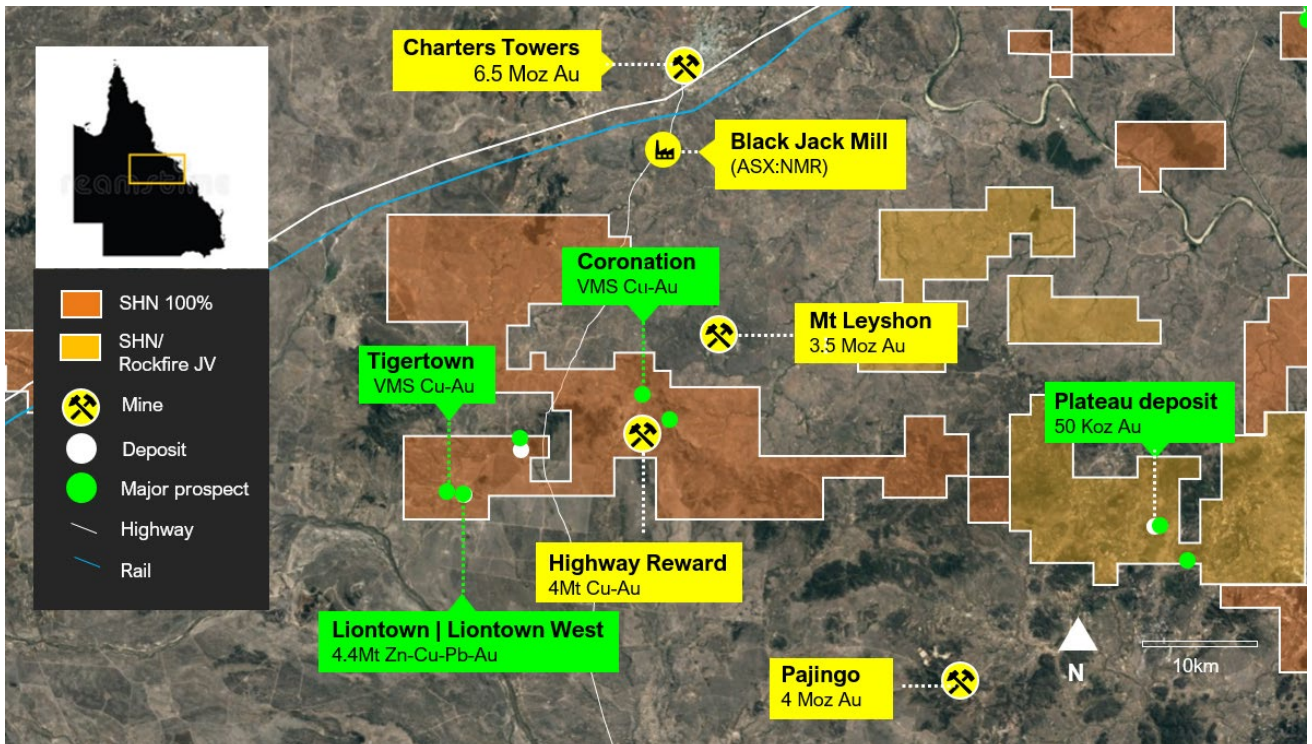 Charters Towers
6.5 Moz Au
Black Jack Mill
(ASX:NMR)
Coronation
VMS Cu-Au
Mt Leyshon
3.5 Moz Au
Tigertown
VMS Cu-Au
Plateau deposit
50 Koz Au
Highway Reward
4Mt Cu-Au
Liontown | Liontown West
4.4Mt Zn-Cu-Pb-Au
Pajingo
4 Moz Au
N
10km
SHN 100%
SHN/
Rockfire JV
Mine
Deposit
Major prospect
Highway
Rail